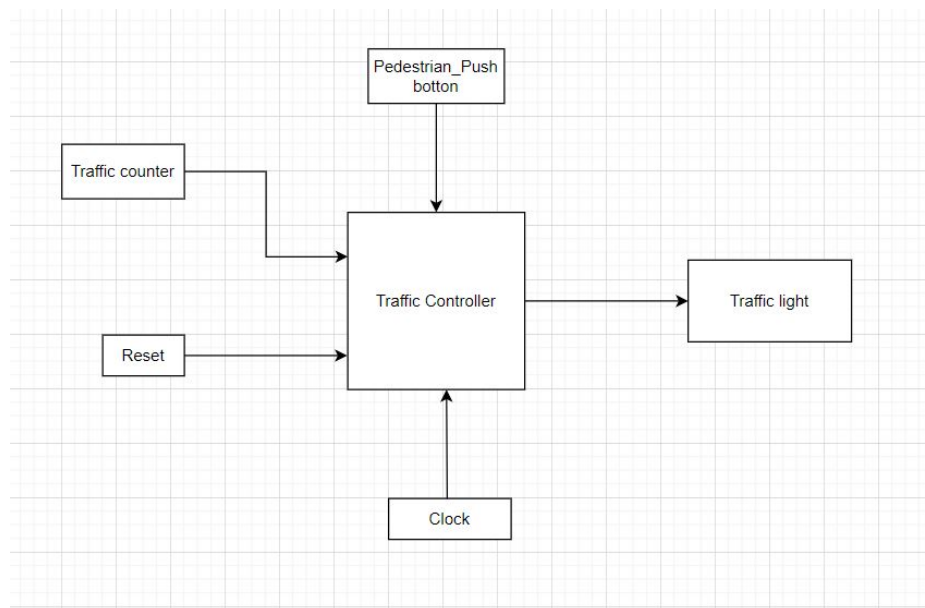 Pedestrian_Push
botton
Traffic counter
Traffic Controller
Traffic light
Reset
Clock